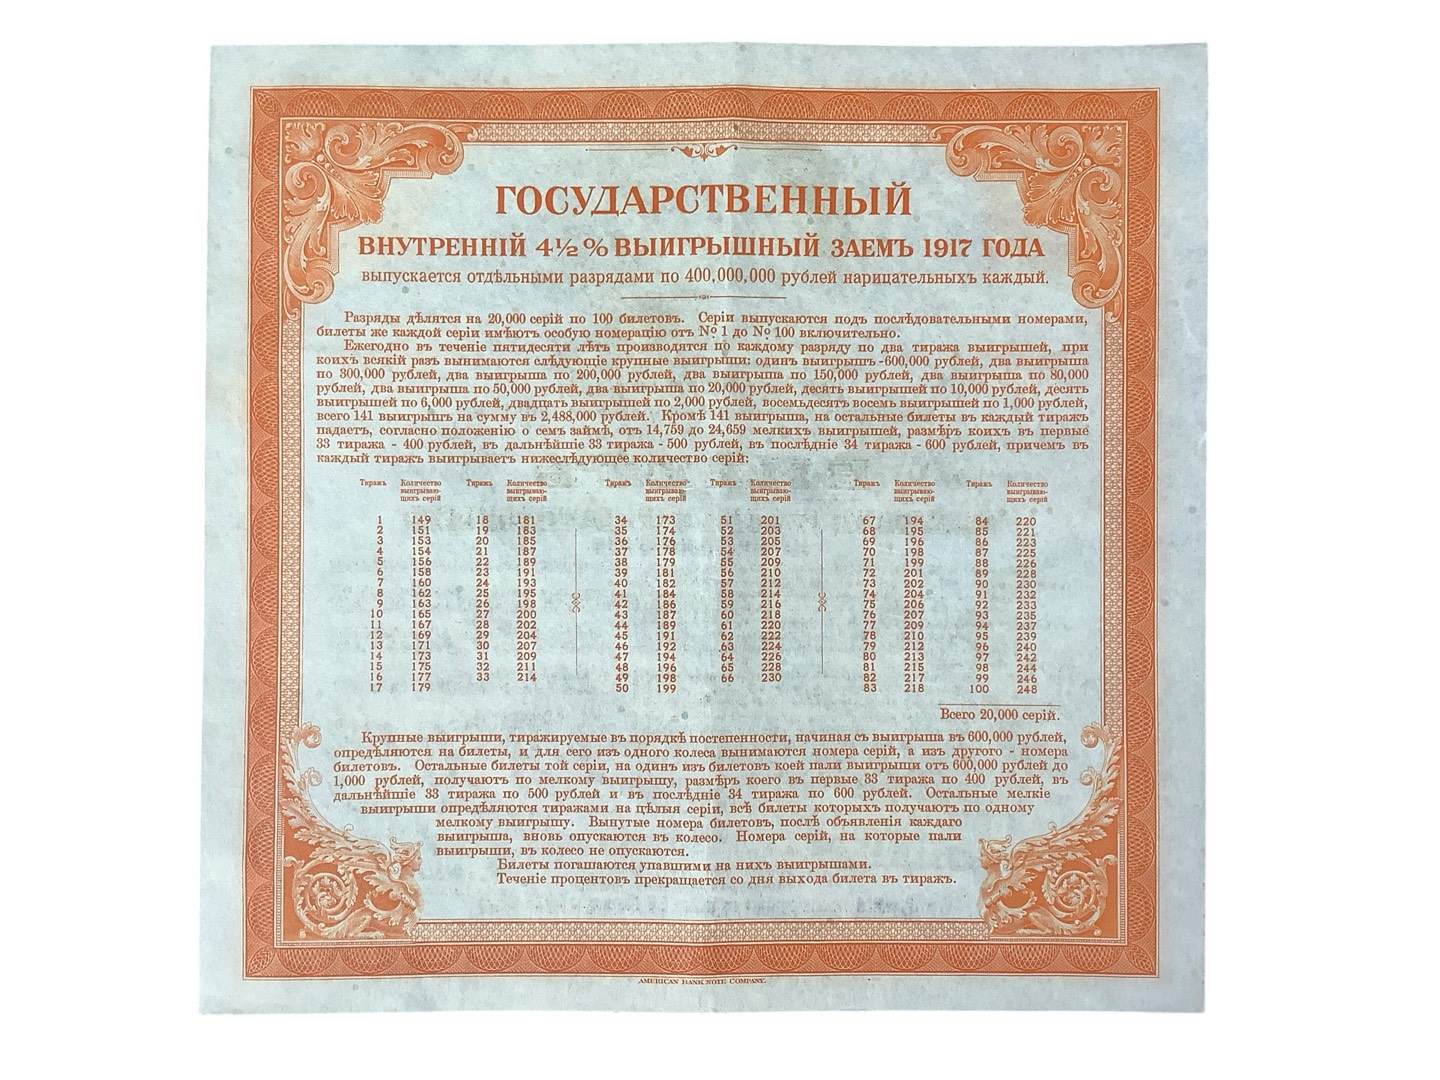 ГОСУДАРСТВЕННЫЙ
ВНУТРЕННІЙ 4½% ВЫИГРЫШНЫЙ ЗАЕМЪ 1917 ГОДА
выпускается отдѣльными разрядами по 400,000,000 рублей нарицательныхъ каждый.
Разряды дѣлятся на 20,000 серій по 100 билетовъ. Серіи выпускаются подъ послѣдовательными номерами,
билеты же каждой серіи имѣютъ особую номерацію отъ № 1 до № 100 включительно.
Ежегодно въ теченіе пятидесяти лѣтъ производятся по каждому разряду по два тиража выигрышей, при
коихъ всякій разъ вынимаются слѣдующіе крупные выигрыши: одинъ выигрышъ-600,000 рублей, два выигрыша
по 300,000 рублей, два выигрыша по 200,000 рублей, два выигрыша по 150,000 рублей, два выигрыша по 80,000
рублей, два выигрыша по 50,000 рублей, два выигрыша по 20,000 рублей, десять выигрышей по 10,000 рублей, десять
выигрышей по 6,000 рублей, двадцать выигрышей по 2,000 рублей, восемьдесятъ восемь выигрышей по 1,000 рублей,
всего 141 выигрышъ на сумму въ 2,488,000 рублей. Кромѣ 141 выигрыша, на остальные билеты въ каждый тиражъ
падаетъ, согласно положенію о семъ займѣ, отъ 14,759 до 24,659 мелкихъ выигрышей, размѣръ коихъ въ первые
33 тиража - 400 рублей, въ дальнѣйшіе 33 тиража - 500 рублей, въ послѣдніе 34 тиража - 600 рублей, причемъ въ
каждый тиражъ выигрываетъ нижеслѣдующее количество серій:
Тиражъ Количество Тиражъ Количество Тиражъ Количество Тиражъ Количество Тиражъ Количество Тиражъ Количество
выигрываю- выигрываю- выигрываю- выигрываю- выигрываю- выигрываю-
щихъ серій щихъ серій щихъ серій щихъ серій щихъ серій щихъ серій
1 149 18 181 34 173 51 201 67 194 84 220
2 151 19 183 35 174 52 203 68 195 85 221
3 153 20 185 36 176 53 205 69 196 86 223
4 154 21 187 37 178 54 207 70 198 87 225
5 156 22 189 38 179 55 209 71 199 88 226
6 158 23 191 39 181 56 210 72 201 89 228
7 160 24 193 40 182 57 212 73 202 90 230
8 162 25 195 41 184 58 214 74 204 91 232
9 163 26 198 42 186 59 216 75 206 92 233
10 165 27 200 43 187 60 218 76 207 93 235
11 167 28 202 44 189 61 220 77 209 94 237
12 169 29 204 45 191 62 222 78 210 95 239
13 171 30 207 46 192 63 224 79 212 96 240
14 173 31 209 47 194 64 226 80 213 97 242
15 175 32 211 48 196 65 228 81 215 98 244
16 177 33 214 49 198 66 230 82 217 99 246
17 179 50 199 83 218 100 248
Всего 20,000 серій.
Крупные выигрыши, тиражируемые въ порядкѣ постепенности, начиная съ выигрыша въ 600,000 рублей,
опредѣляются на билеты, и для сего изъ одного колеса вынимаются номера серій, а изъ другого - номера
билетовъ. Остальные билеты той серіи, на одинъ изъ билетовъ коей пали выигрыши отъ 600,000 рублей до
1,000 рублей, получаютъ по мелкому выигрышу, размѣръ коего въ первые 33 тиража по 400 рублей, въ
дальнѣйшіе 33 тиража по 500 рублей и въ послѣдніе 34 тиража по 600 рублей. Остальные мелкіе
выигрыши опредѣляются тиражами на цѣлыя серіи, всѣ билеты которыхъ получаютъ по одному
мелкому выигрышу. Вынутые номера билетовъ, послѣ объявленія каждаго
выигрыша, вновь опускаются въ колесо. Номера серій, на которые пали
выигрыши, въ колесо не опускаются.
Билеты погашаются упавшими на нихъ выигрышами.
Теченіе процентовъ прекращается со дня выхода билета въ тиражъ.
AMERICAN BANK NOTE COMPANY.